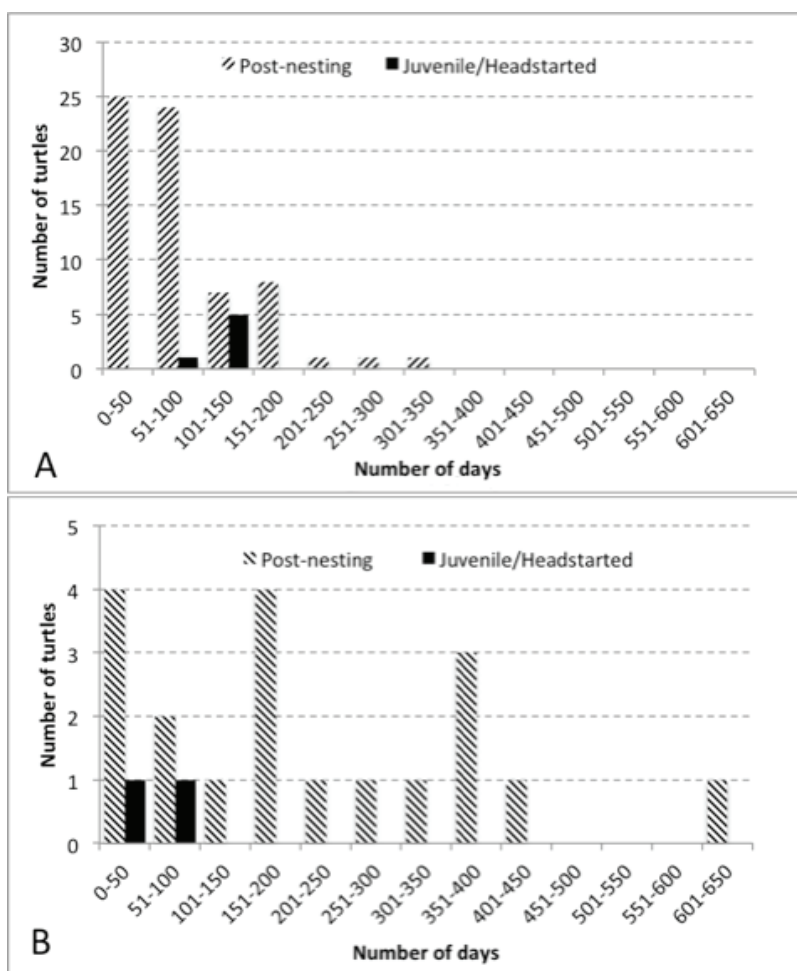 30
25
20
15
10
5
0
Number of turtles
Post-nesting Juvenile/Headstarted
0-50 51-100 101-150 151-200 201-250 251-300 301-350 351-400 401-450 451-500 501-550 551-600 601-650
Number of days
A
5
4
3
2
1
0
Number of turtles
Post-nesting Juvenile/Headstarted
0-50 51-100 101-150 151-200 201-250 251-300 301-350 351-400 401-450 451-500 501-550 551-600 601-650
Number of days
B